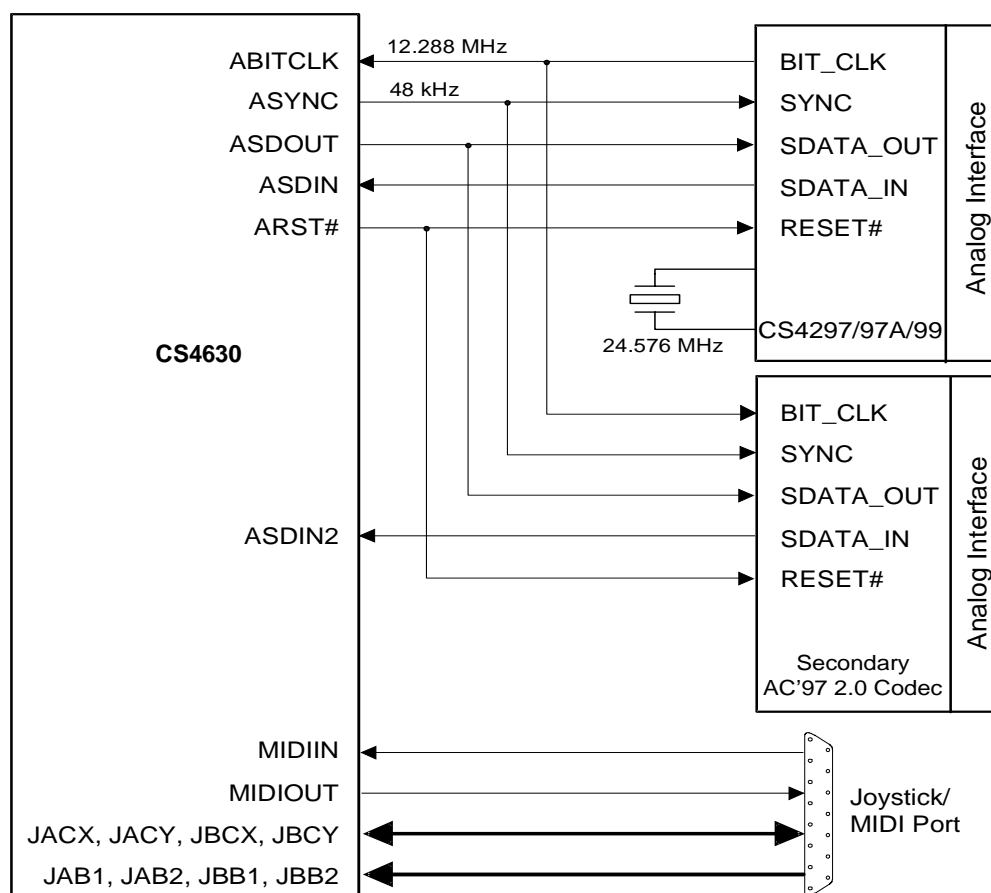 ABITCLK
ASYNC
ASDOUT
ASDIN
ARST#
CS4630
ASDIN2
MIDIIN
MIDIOUT
JACX, JACY, JBCX, JBCY
JAB1, JAB2, JBB1, JBB2
12.288 MHz
48 kHz
24.576 MHz
BIT_CLK
SYNC
SDATA_OUT
SDATA_IN
RESET#
CS4297/97A/99
Analog Interface
BIT_CLK
SYNC
SDATA_OUT
SDATA_IN
RESET#
Secondary
AC'97 2.0 Codec
Analog Interface
Joystick/
MIDI Port